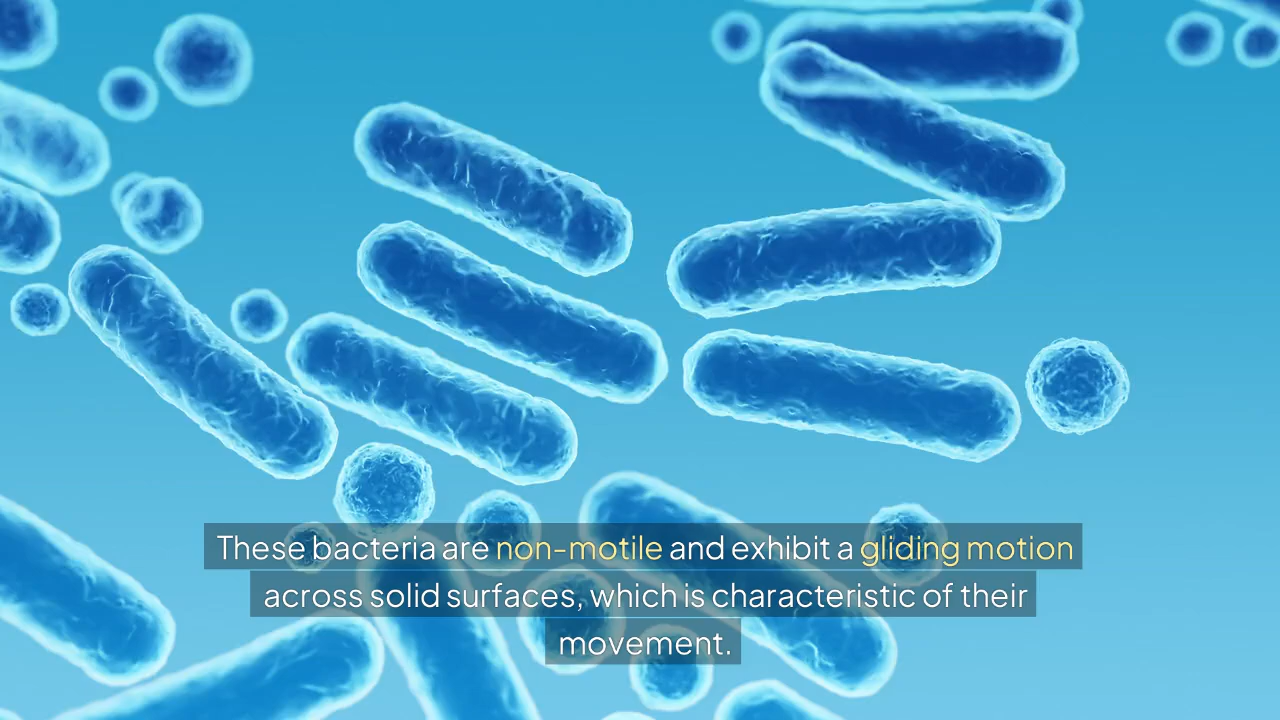 These bacteria are non-motile and exhibit a gliding motion
across solid surfaces, which is characteristic of their
movement.